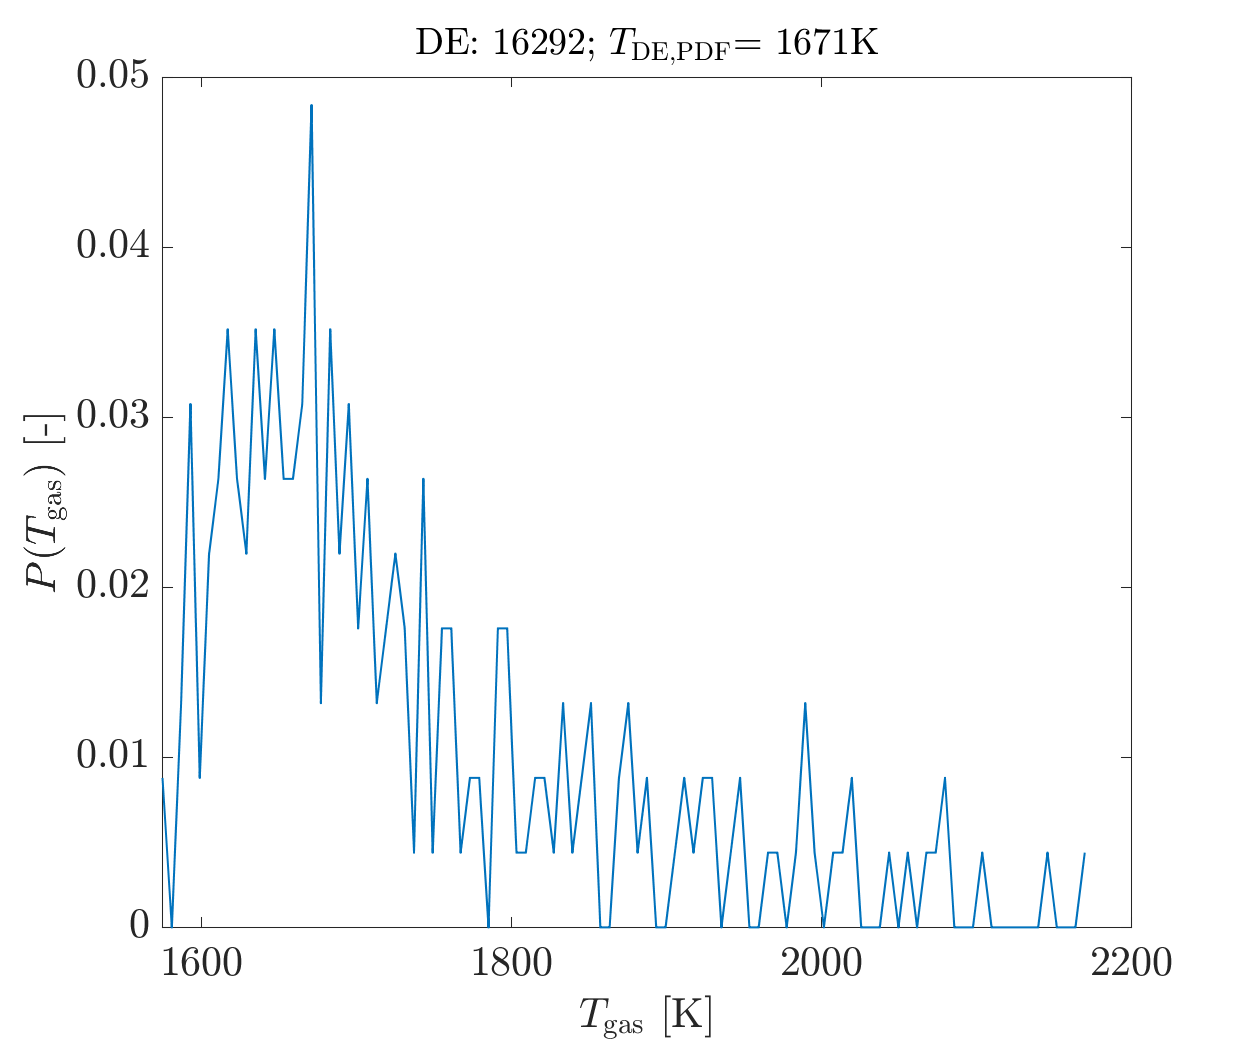 DE: 16292; T_DE,PDF= 1671K
0.05
0.04
0.03
0.02
0.01
0
P(T_gas) [-]
1600 1800 2000 2200
T_gas [K]